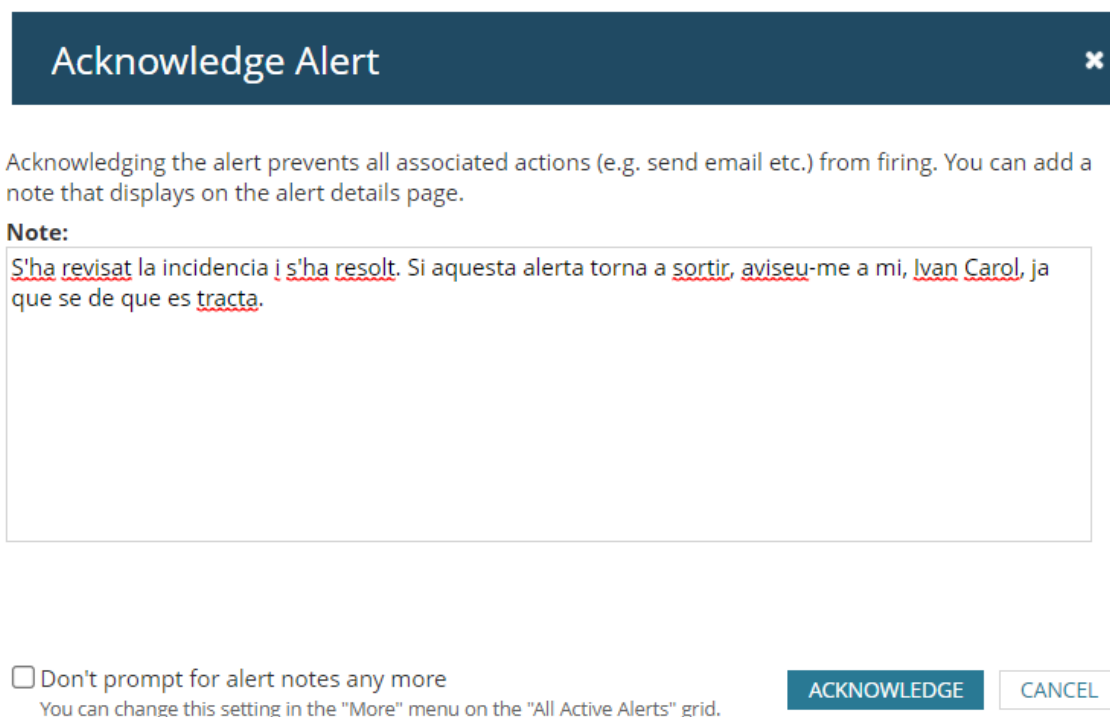 Acknowledge Alert
Acknowledging the alert prevents all associated actions (e.g. send email etc.) from firing. You can add a
note that displays on the alert details page.
Note:
S'ha revisat la incidencia i s'ha resolt. Si aquesta alerta torna a sortir, aviseu-me a mi, Ivan Carol, ja
que se de que es tracta.
Don't prompt for alert notes any more
You can change this setting in the "More" menu on the "All Active Alerts" grid.
ACKNOWLEDGE
CANCEL